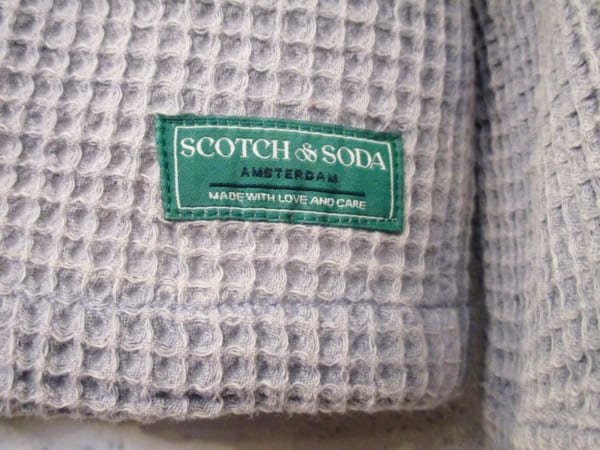 SCOTCH & SODA
AMSTERDAM
MADE WITH LOVE AND CARE